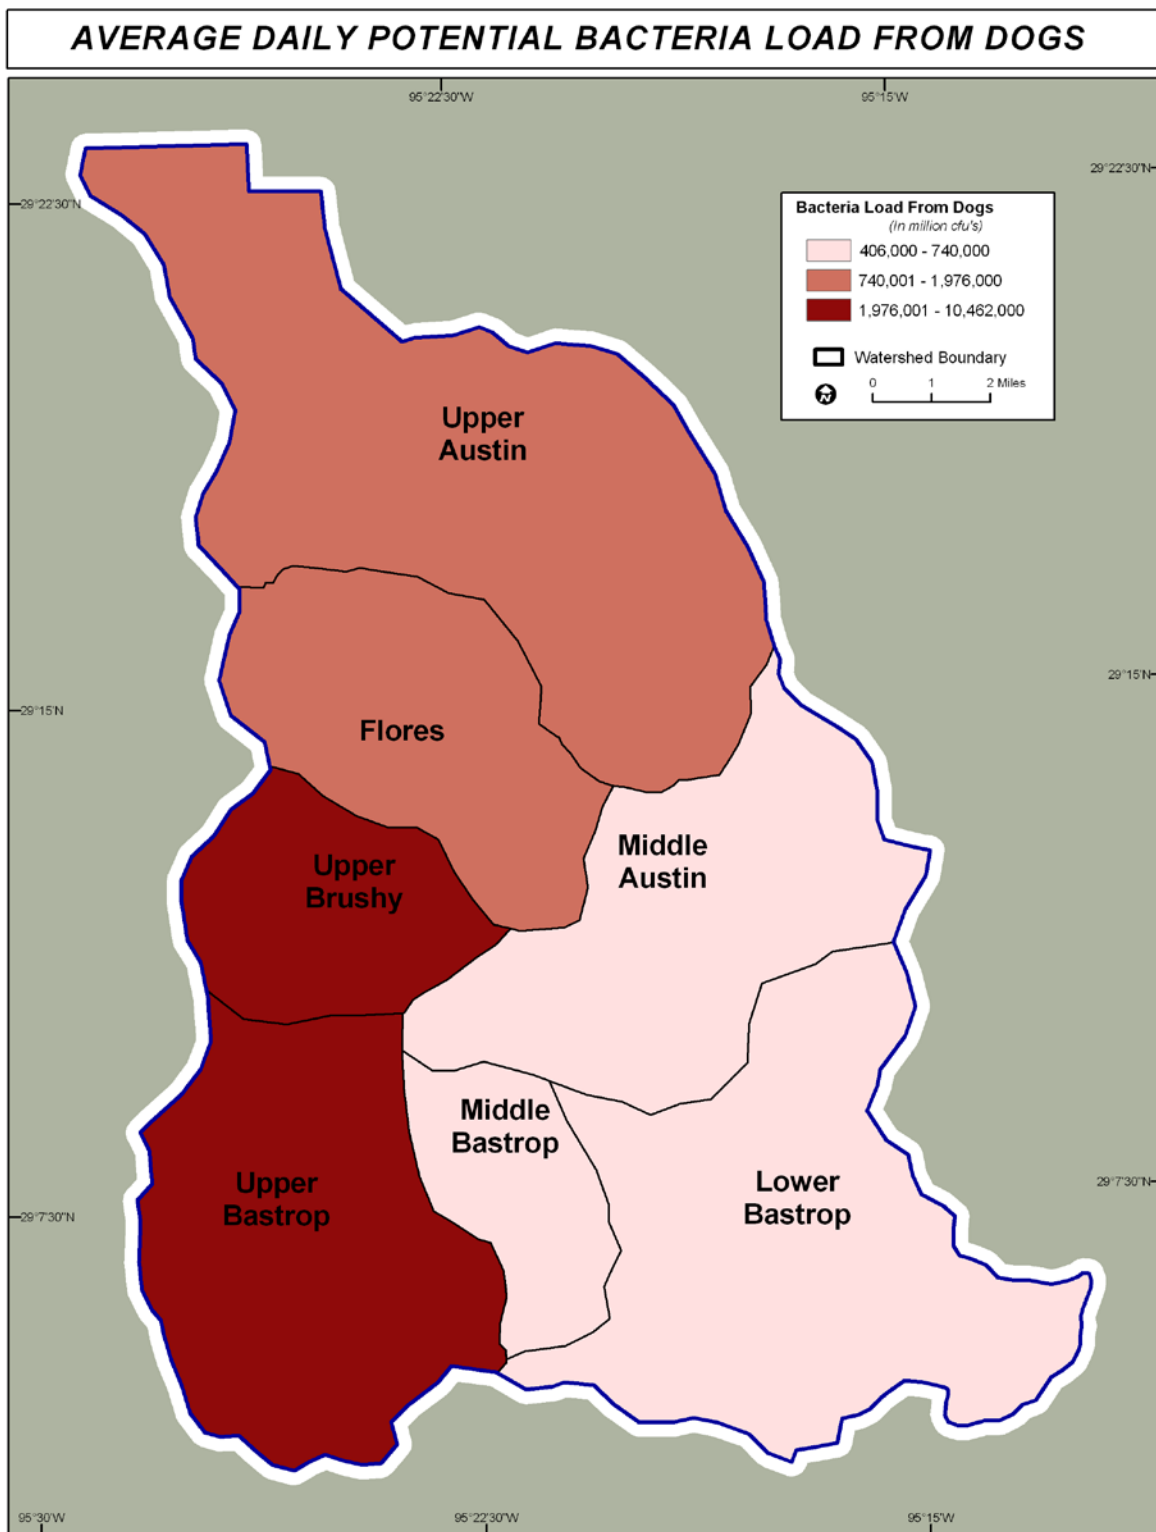 AVERAGE DAILY POTENTIAL BACTERIA LOAD FROM DOGS
95°22'30"W
95°15'W
29°22'30"N
29°22'30"N
Bacteria Load From Dogs
(In million cfu's)
406,000 - 740,000
740,001 - 1,976,000
1,976,001 - 10,462,000
Watershed Boundary
N
0 1 2 Miles
Upper
Austin
29°15'N
29°15'N
Flores
Middle
Austin
Upper
Brushy
Middle
Bastrop
Upper
Bastrop
Lower
Bastrop
29°7'30"N
29°7'30"N
95°30'W
95°22'30"W
95°15'W